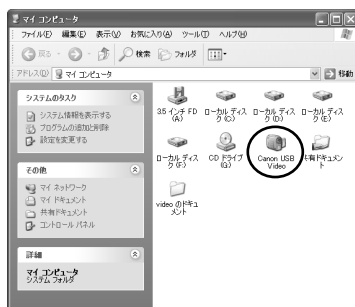 マイ コンピュータ
ファイル(F) 編集(E) 表示(V) お気に入り(A) ツール(T) ヘルプ(H)
戻る 検索 フォルダ
アドレス(D) マイ コンピュータ 移動
システムのタスク
システム情報を表示する
プログラムの追加と削除
設定を変更する
その他
マイ ネットワーク
マイ ドキュメント
共有ドキュメント
コントロール パネル
詳細
マイ コンピュータ
システム フォルダ
3.5 インチ FD (A)
ローカル ディスク (C)
ローカル ディスク (D)
ローカル ディスク (E)
ローカル ディスク (F)
CD ドライブ (G)
Canon USB Video
共有ドキュメント
video のドキュメント